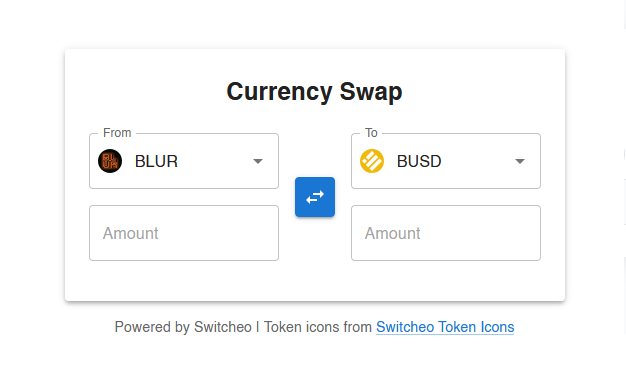 Currency Swap
From
BLUR
To
BUSD
Amount
Amount
Powered by Switcheo | Token icons from Switcheo Token Icons